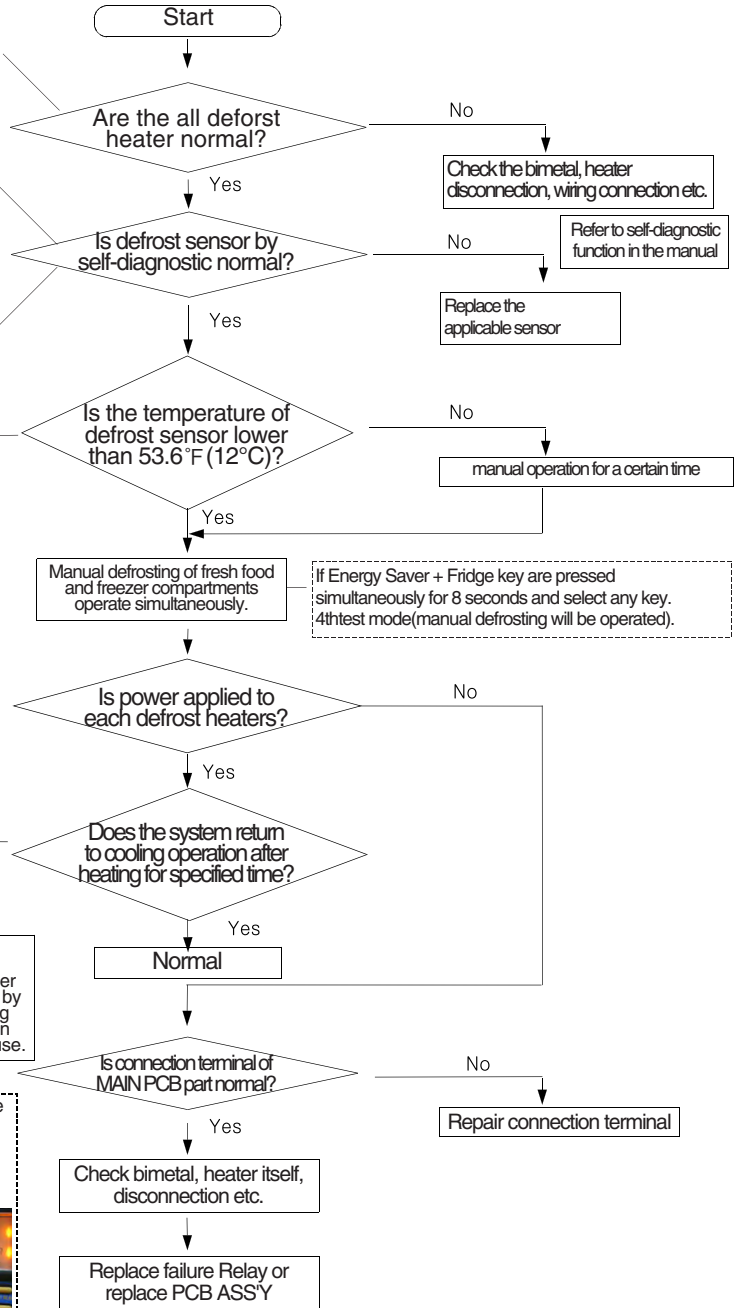 Start
Are the all deforst
heater normal?
No
Check the bimetal, heater
disconnection, wiring connection etc.
Yes
Is defrost sensor by
self-diagnostic normal?
No
Refer to self-diagnostic
function in the manual
Replace the
applicable sensor
Yes
Is the temperature of
defrost sensor lower
than 53.6°F (12°C)?
No
manual operation for a certain time
Yes
Manual defrosting of fresh food
and freezer compartments
operate simultaneously.
If Energy Saver + Fridge key are pressed
simultaneously for 8 seconds and select any key.
4thtest mode(manual defrosting will be operated).
Is power applied to
each defrost heaters?
No
Yes
Does the system return
to cooling operation after
heating for specified time?
Yes
Normal
er
by
g
n
use.
Is connection terminal of
MAIN PCB part normal?
No
Repair connection terminal
e
Yes
Check bimetal, heater itself,
disconnection etc.
Replace failure Relay or
replace PCB ASS'Y